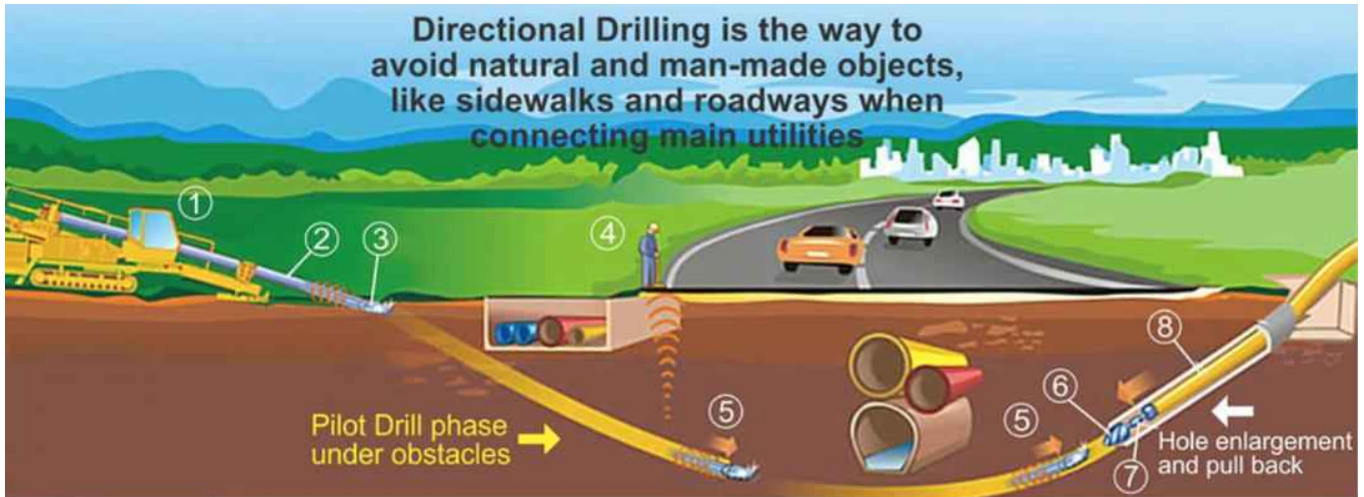 Directional Drilling is the way to
avoid natural and man-made objects,
like sidewalks and roadways when
connecting main utilities
①
②
③
④
⑧
⑥
⑤
⑤
Pilot Drill phase
under obstacles
⑦
Hole enlargement
and pull back